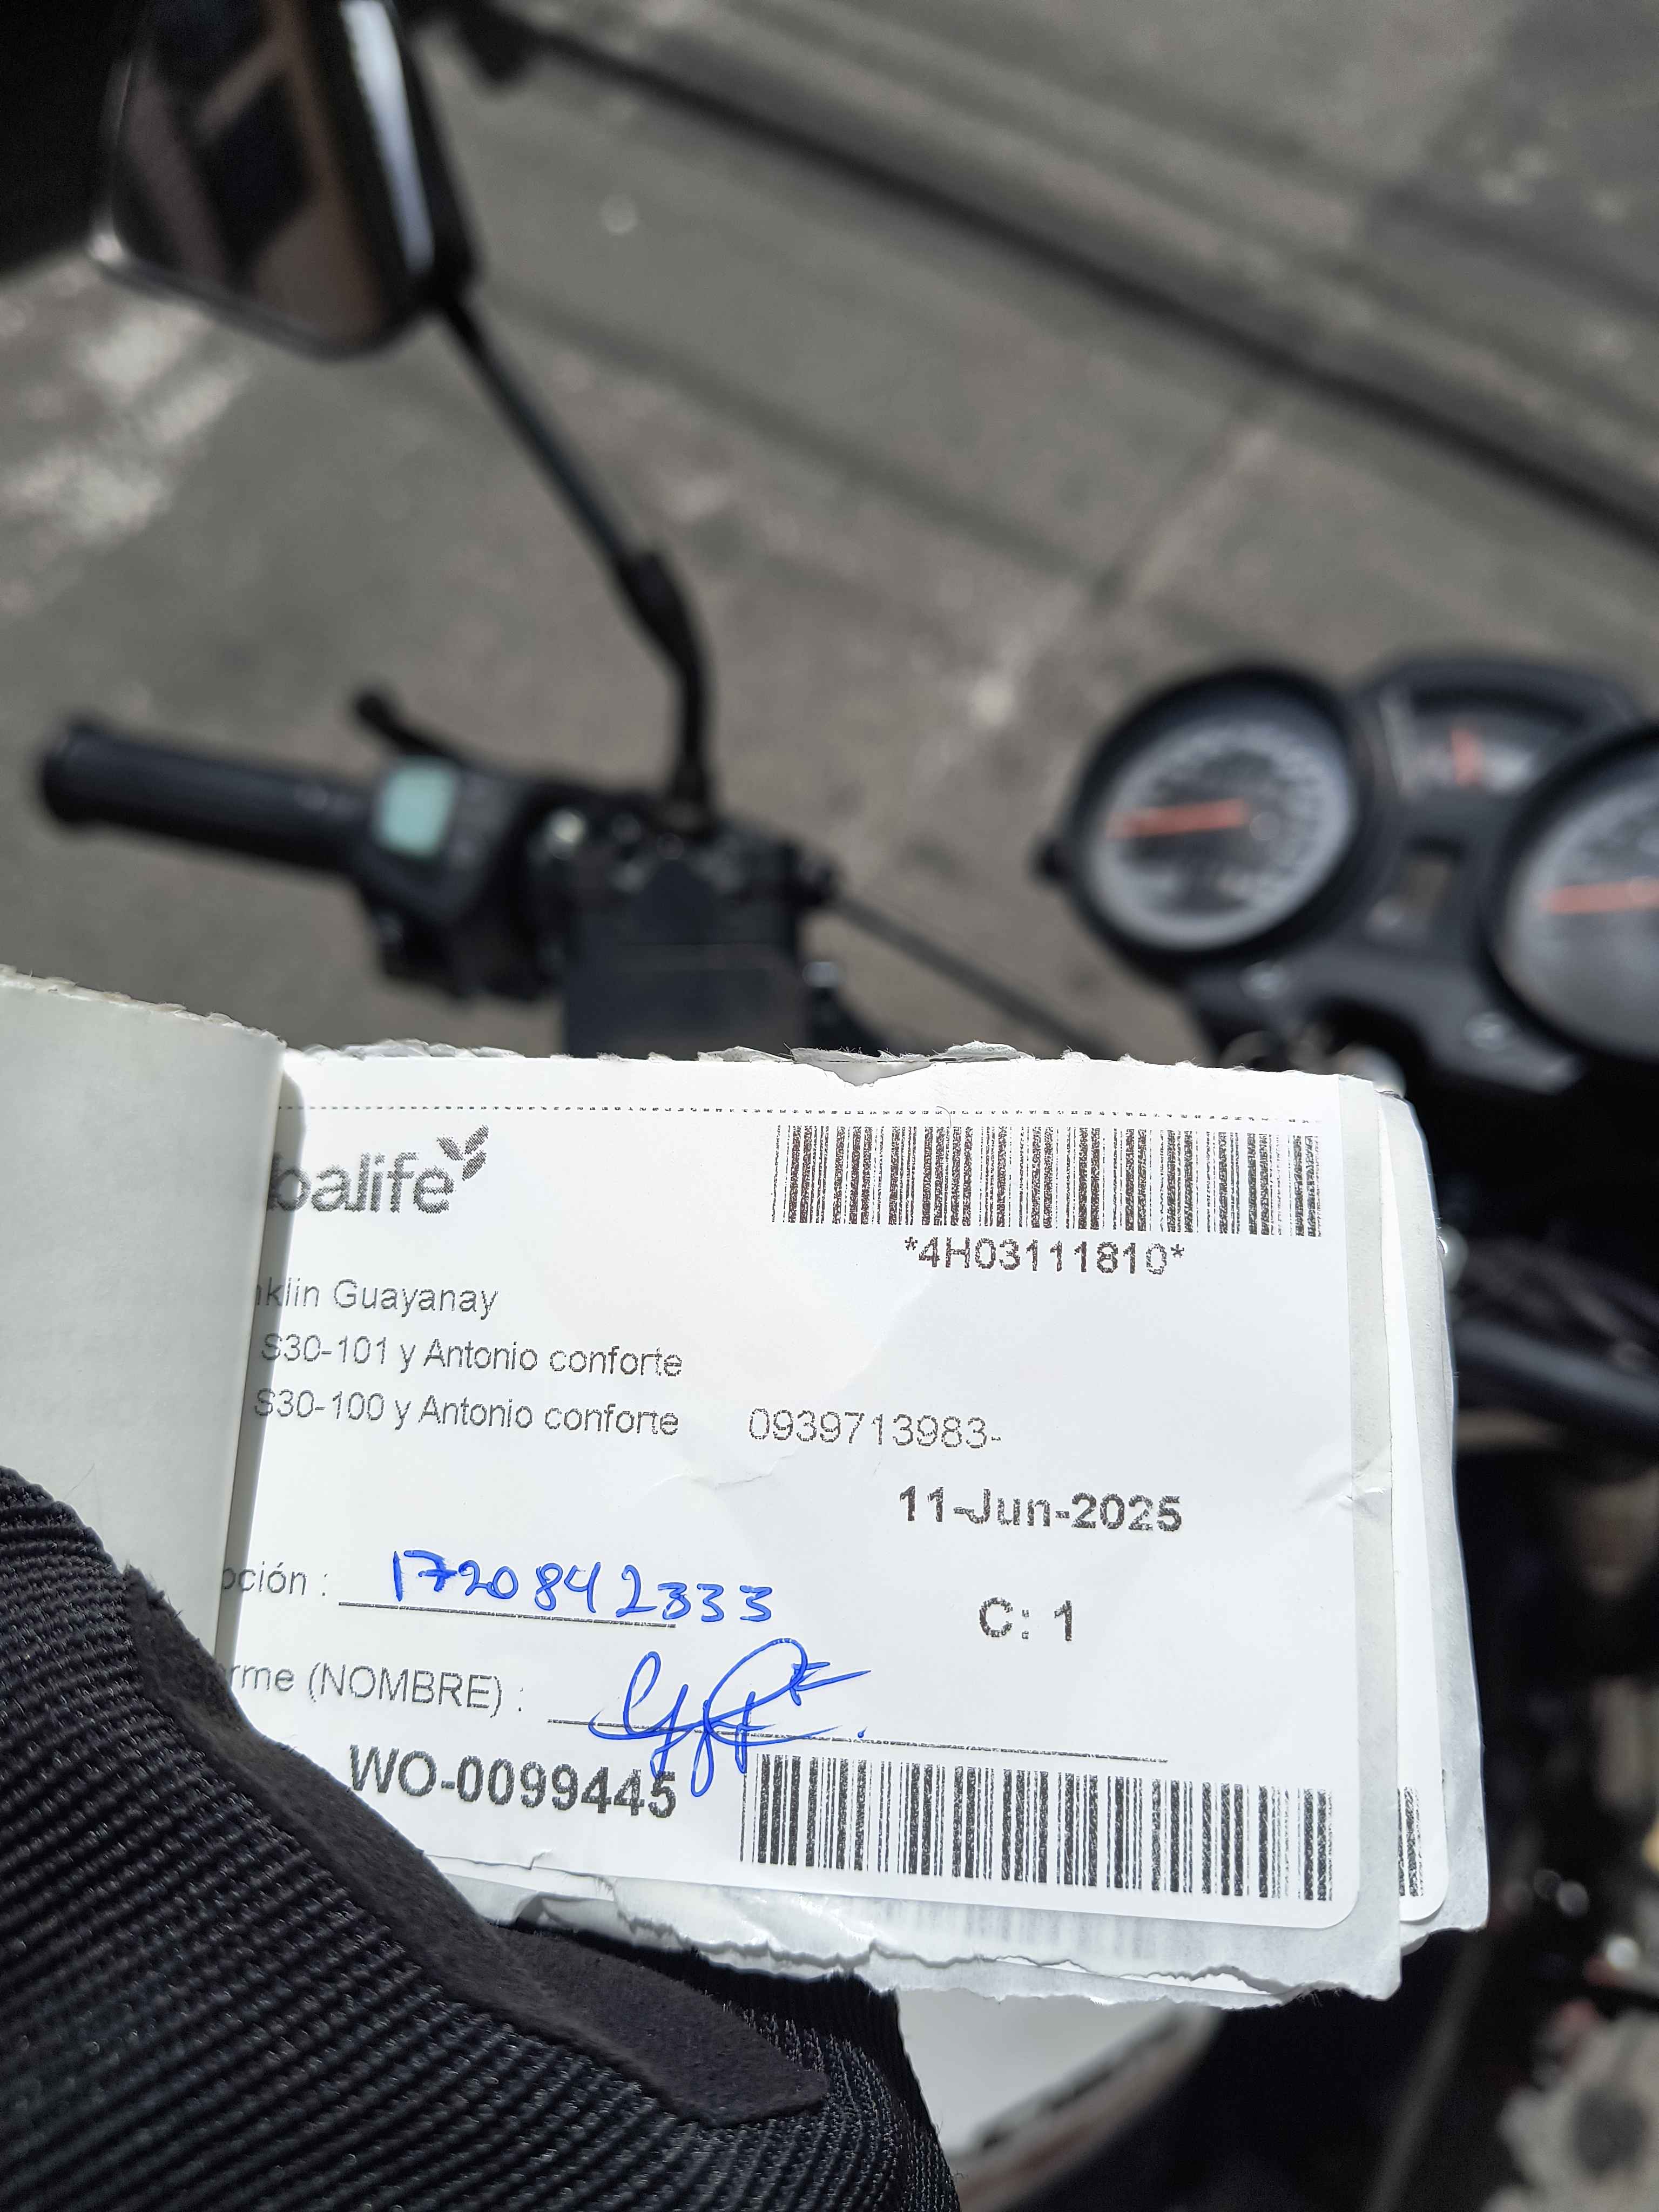 balife
*4H03111810*
nklin Guayanay
S30-101 y Antonio conforte
S30-100 y Antonio conforte 0939713983-
11-Jun-2025
pción : 1720842333
C: 1
rme (NOMBRE) :
WO-0099445